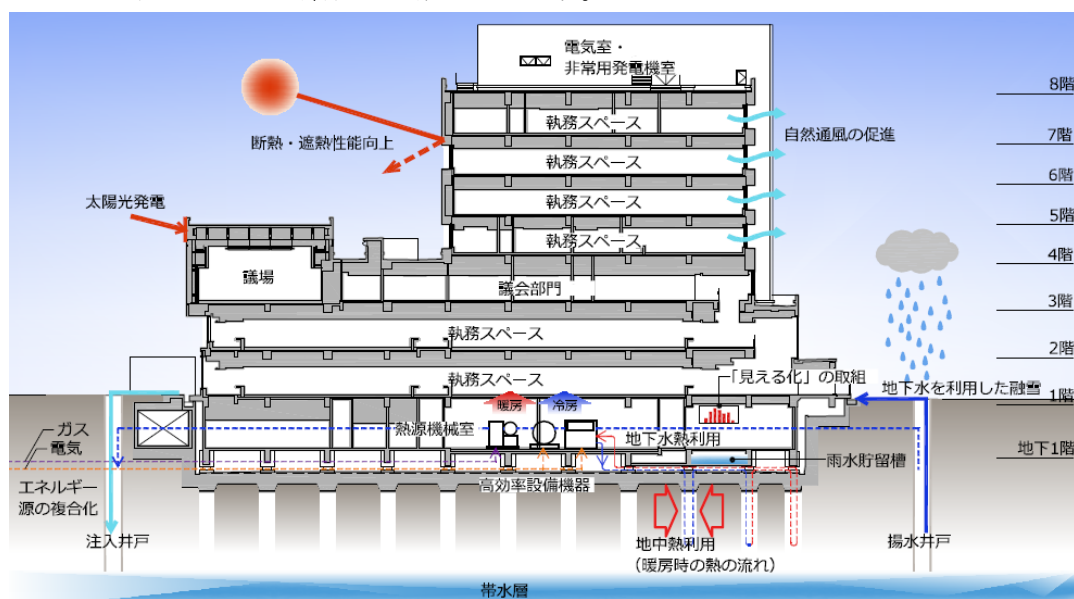 電気室・
非常用発電機室
8階
執務スペース
断熱・遮熱性能向上
自然通風の促進
7階
執務スペース
6階
太陽光発電
執務スペース
5階
執務スペース
4階
議場
議会部門
3階
執務スペース
2階
執務スペース
「見える化」の取組
地下水を利用した融雪
1階
暖房
冷房
ガス
電気
熱源機械室
地下水熱利用
地下1階
雨水貯留槽
エネルギー
源の複合化
高効率設備機器
注入井戸
地中熱利用
(暖房時の熱の流れ)
揚水井戸
帯水層